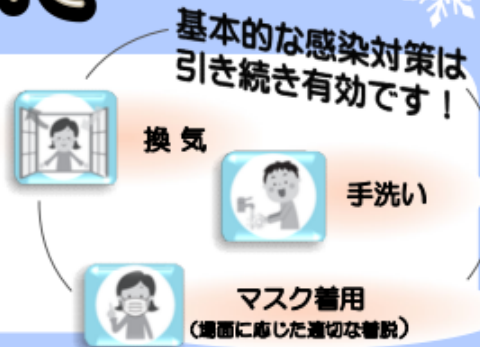 基本的な感染対策は
引き続き有効です！
換気
手洗い
マスク着用
（場面に応じた適切な着脱）